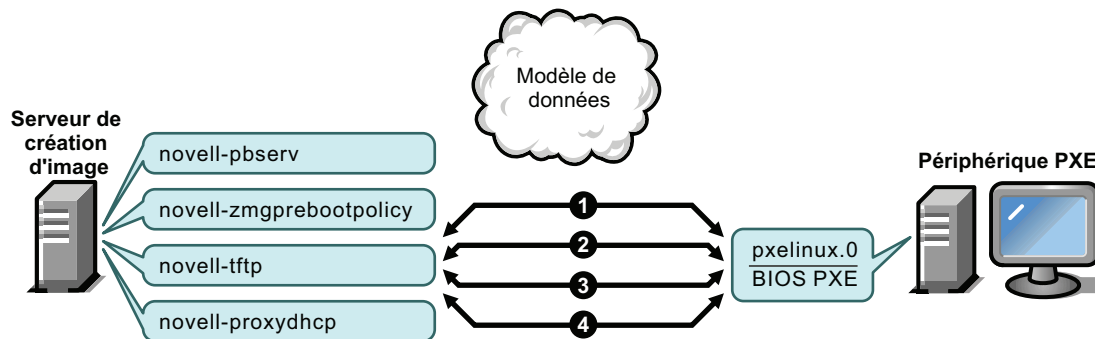 Modèle de
données
Serveur de
création
d'image
novell-pbserv
novell-zmgprebootpolicy
novell-tftp
novell-proxydhcp
1
2
3
4
pxelinux.0
BIOS PXE
Périphérique PXE